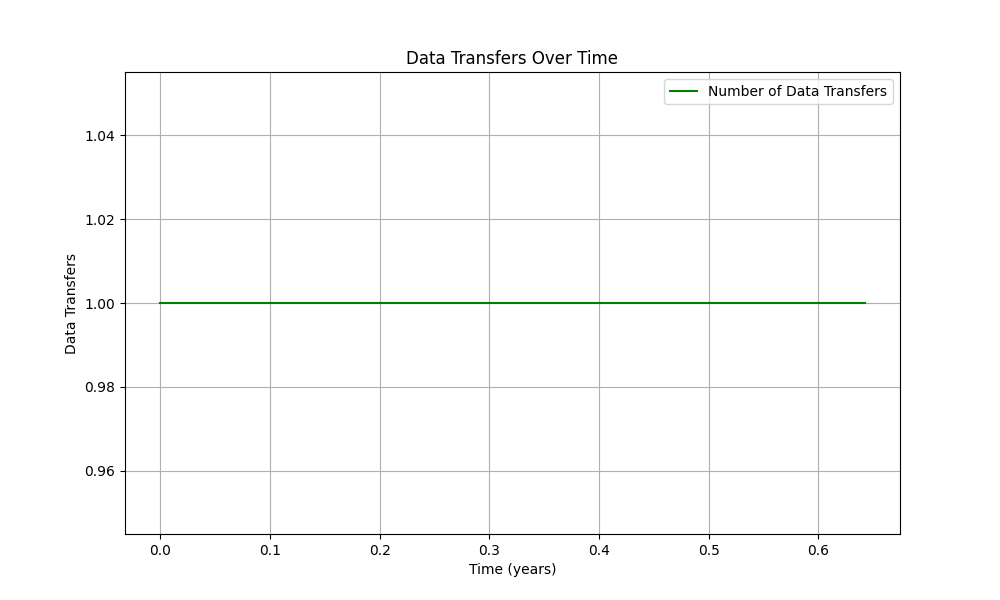 Data Transfers Over Time
Number of Data Transfers
1.04
1.02
1.00
0.98
0.96
Data Transfers
0.0 0.1 0.2 0.3 0.4 0.5 0.6
Time (years)